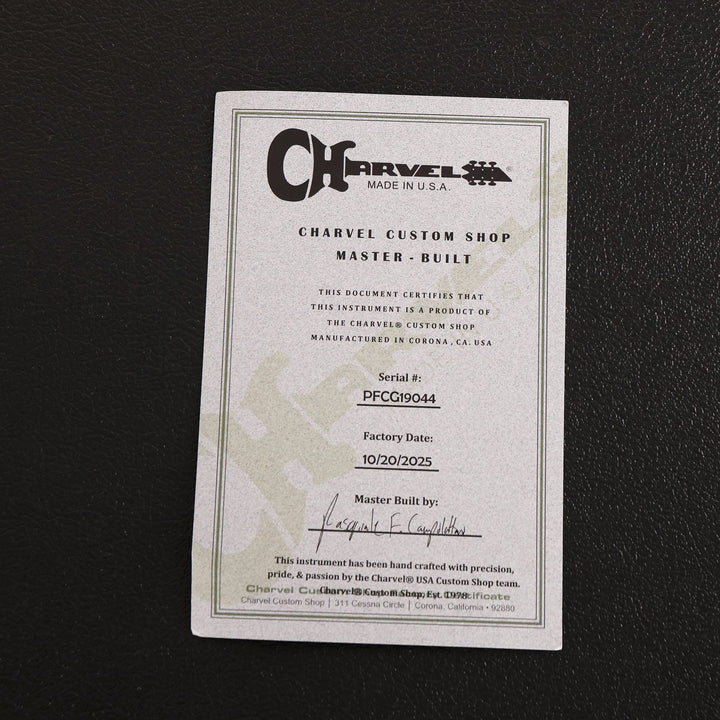 CHARVEL®
MADE IN U.S.A.
CHARVEL CUSTOM SHOP
MASTER - BUILT
THIS DOCUMENT CERTIFIES THAT
THIS INSTRUMENT IS A PRODUCT OF
THE CHARVEL® CUSTOM SHOP
MANUFACTURED IN CORONA , CA. USA
Serial #:
PFCG19044
Factory Date:
10/20/2025
Master Built by:
This instrument has been hand crafted with precision,
pride, & passion by the Charvel® USA Custom Shop team.
Charvel® Custom Shop, Est. 1978
Charvel Custom Shop | 311 Cessna Circle | Corona, California • 92880